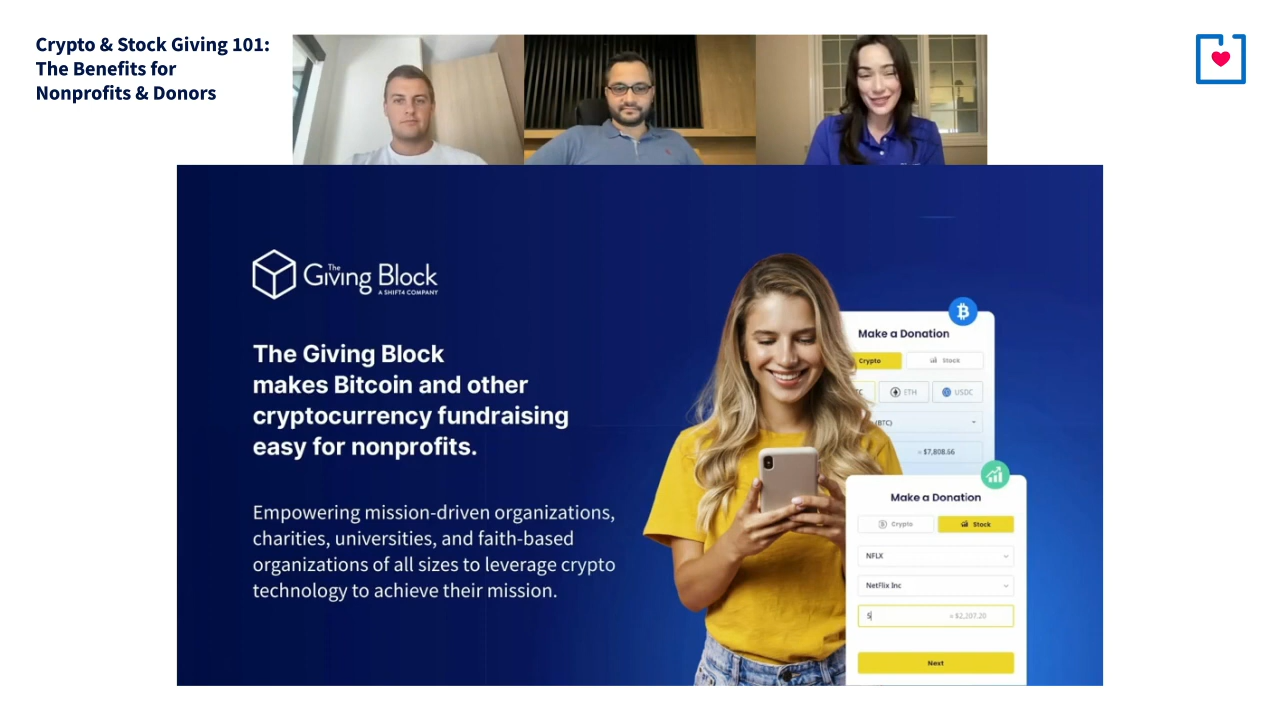 Crypto & Stock Giving 101:
The Benefits for
Nonprofits & Donors
The Giving Block
A SHIFT4 COMPANY
The Giving Block
makes Bitcoin and other
cryptocurrency fundraising
easy for nonprofits.
Empowering mission-driven organizations,
charities, universities, and faith-based
organizations of all sizes to leverage crypto
technology to achieve their mission.
Make a Donation
Crypto Stock
ETH USDC
(BTC)
≈ $7,808.66
Make a Donation
Crypto Stock
NFLX
NetFlix Inc
5 ≈ $2,207.20
Next